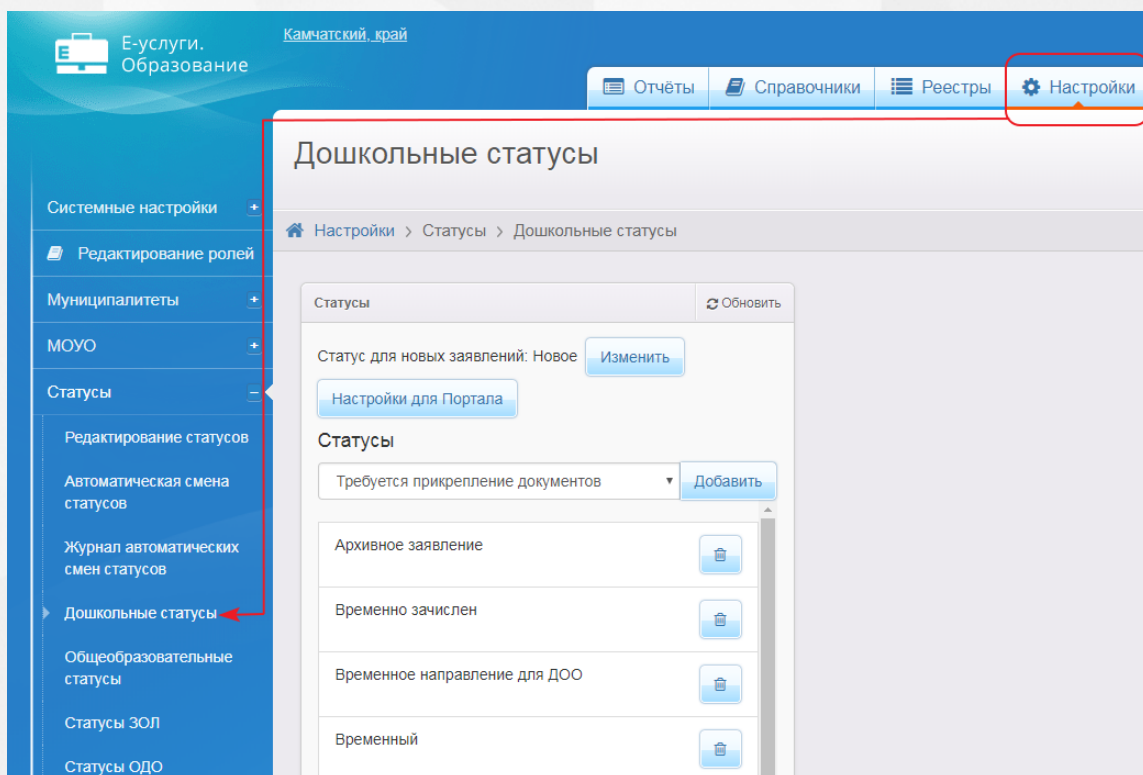 Е
Е-услуги.
Образование
Камчатский, край
Отчёты
Справочники
Реестры
Настройки
Дошкольные статусы
Настройки > Статусы > Дошкольные статусы
Системные настройки
Редактирование ролей
Муниципалитеты
МОУО
Статусы
Редактирование статусов
Автоматическая смена
статусов
Журнал автоматических
смен статусов
Дошкольные статусы
Общеобразовательные
статусы
Статусы ЗОЛ
Статусы ОДО
Статусы
Обновить
Статус для новых заявлений: Новое
Изменить
Настройки для Портала
Статусы
Требуется прикрепление документов
Добавить
Архивное заявление
Временно зачислен
Временное направление для ДОО
Временный